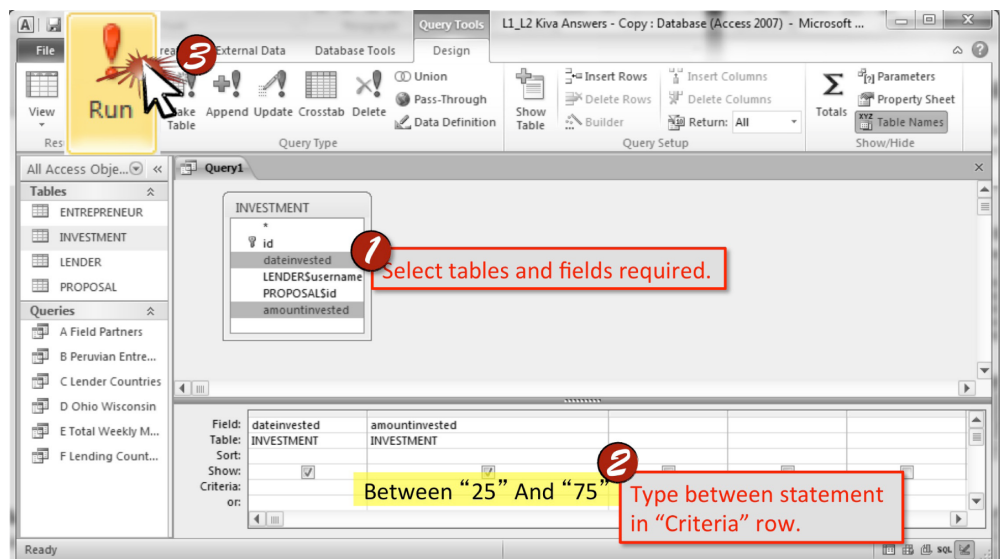 A
Query Tools
L1_L2 Kiva Answers - Copy : Database (Access 2007) - Microsoft ...
File
External Data
Database Tools
Design
3
View
Run
Table
Append
Update
Crosstab
Delete
Union
Pass-Through
Data Definition
Show
Table
Insert Rows
Delete Rows
Builder
Insert Columns
Delete Columns
Return: All
Totals
Parameters
Property Sheet
XYZ Table Names
Res
Query Type
Query Setup
Show/Hide
All Access Obje...
Query1
Tables
ENTREPRENEUR
INVESTMENT
LENDER
PROPOSAL
Queries
A Field Partners
B Peruvian Entre...
C Lender Countries
D Ohio Wisconsin
E Total Weekly M...
F Lending Count...
INVESTMENT
*
id
dateinvested
LENDER$username
PROPOSAL$id
amountinvested
1
Select tables and fields required.
Field: dateinvested amountinvested
Table: INVESTMENT INVESTMENT
Sort:
Show:
Criteria:
or:
Between “25” And “75”
2
Type between statement
in “Criteria” row.
Ready
SQL